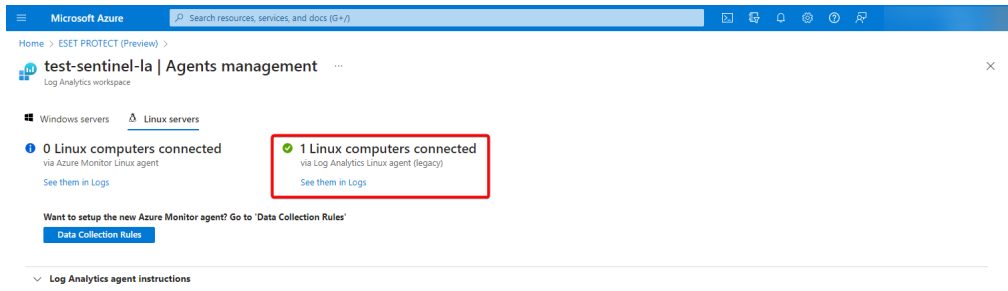 Microsoft Azure
Search resources, services, and docs (G+/)
Home > ESET PROTECT (Preview) >
test-sentinel-la | Agents management ...
Log Analytics workspace
Windows servers Linux servers
0 Linux computers connected
via Azure Monitor Linux agent
See them in Logs
1 Linux computers connected
via Log Analytics Linux agent (legacy)
See them in Logs
Want to setup the new Azure Monitor agent? Go to 'Data Collection Rules'
Data Collection Rules
Log Analytics agent instructions